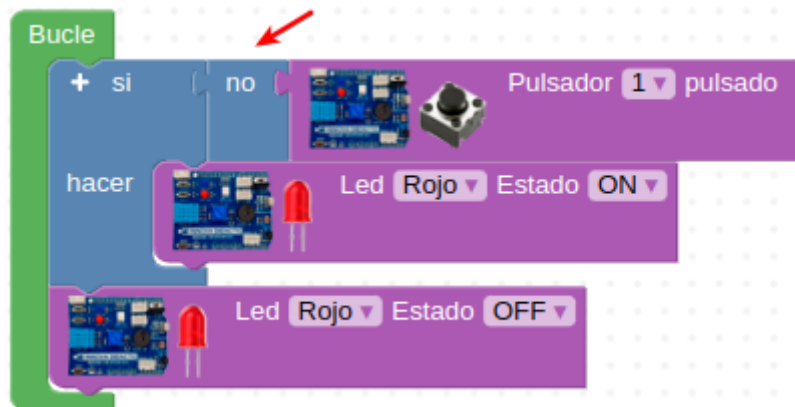 Bucle
+ si no Pulsador 1 pulsado
hacer Led Rojo Estado ON
Led Rojo Estado OFF